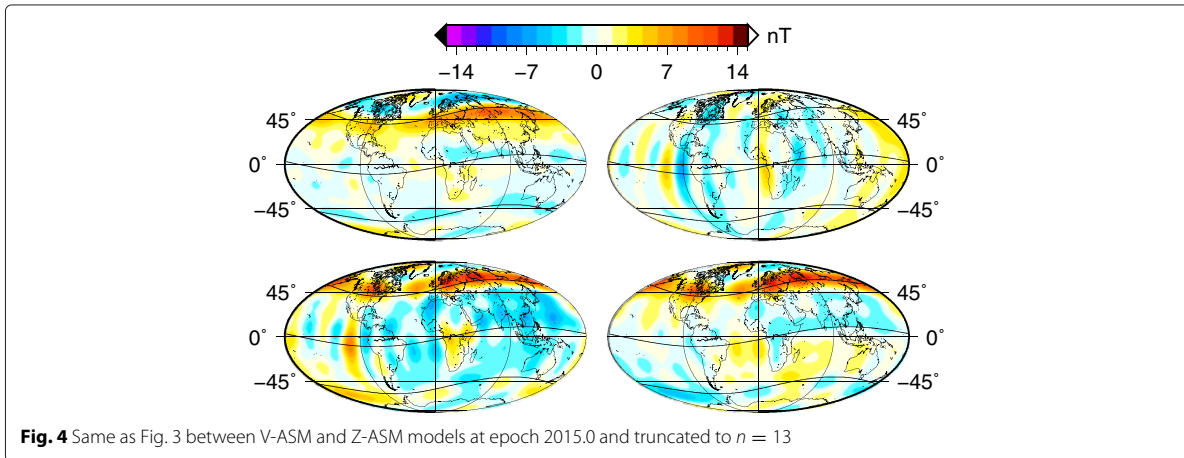 nT
−14 −7 0 7 14
45° 45°
0° 0°
−45° −45°
45° 45°
0° 0°
−45° −45°
Fig. 4 Same as Fig. 3 between V-ASM and Z-ASM models at epoch 2015.0 and truncated to n = 13